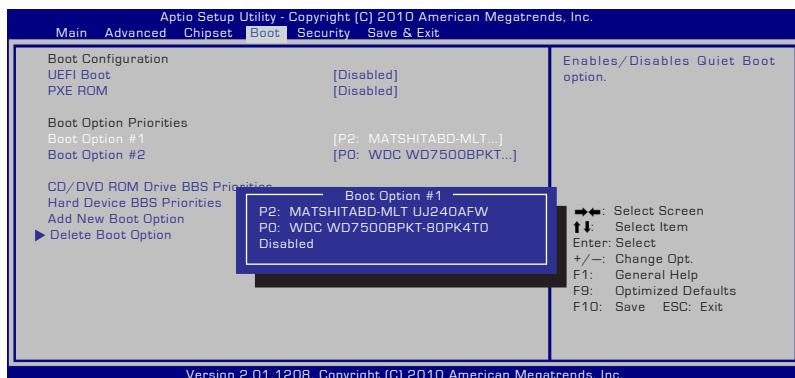 Aptio Setup Utility - Copyright (C) 2010 American Megatrends, Inc.
Main Advanced Chipset Boot Security Save & Exit
Boot Configuration
UEFI Boot [Disabled]
PXE ROM [Disabled]
Boot Option Priorities
Boot Option #1 [P2: MATSHITABD-MLT...]
Boot Option #2 [P0: WDC WD7500BPKT...]
CD/DVD ROM Drive BBS Priorities
Hard Device BBS Priorities
Add New Boot Option
Delete Boot Option
Boot Option #1
P2: MATSHITABD-MLT UJ240AFW
P0: WDC WD7500BPKT-80PK4T0
Disabled
Enables/Disables Quiet Boot
option.
→←: Select Screen
↑↓: Select Item
Enter: Select
+/—: Change Opt.
F1: General Help
F9: Optimized Defaults
F10: Save ESC: Exit
Version 2.01.1208. Copyright (C) 2010 American Megatrends, Inc.